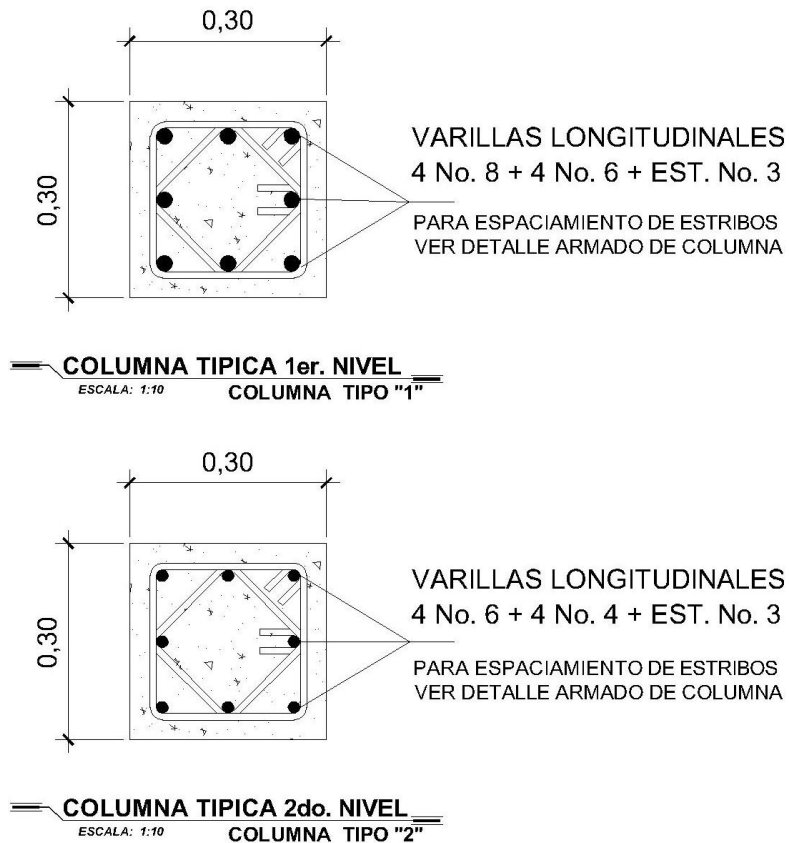 0,30
0,30
VARILLAS LONGITUDINALES
4 No. 8 + 4 No. 6 + EST. No. 3
PARA ESPACIAMIENTO DE ESTRIBOS
VER DETALLE ARMADO DE COLUMNA
COLUMNA TIPICA 1er. NIVEL
ESCALA: 1:10 COLUMNA TIPO "1"
0,30
0,30
VARILLAS LONGITUDINALES
4 No. 6 + 4 No. 4 + EST. No. 3
PARA ESPACIAMIENTO DE ESTRIBOS
VER DETALLE ARMADO DE COLUMNA
COLUMNA TIPICA 2do. NIVEL
ESCALA: 1:10 COLUMNA TIPO "2"